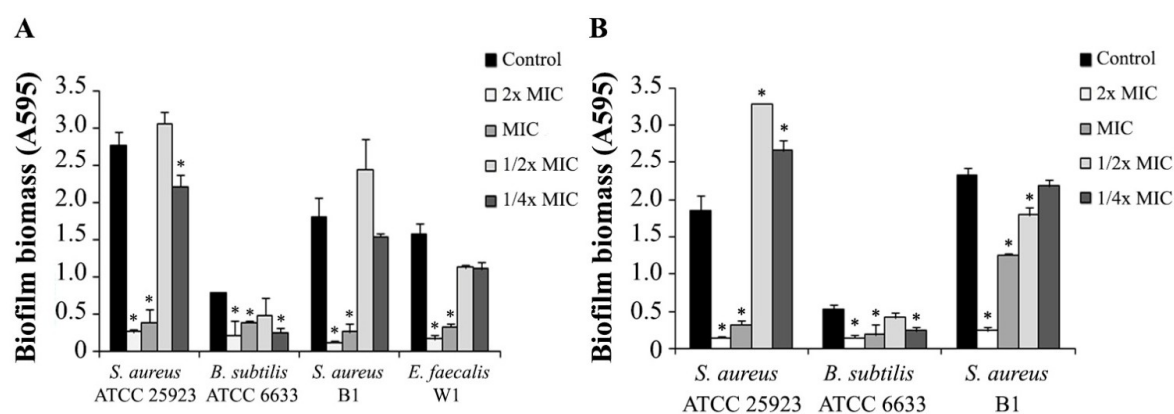 A
Biofilm biomass (A595)
3.5
3.0
2.5
2.0
1.5
1.0
0.5
0
* * *
* * *
* *
* *
S. aureus
ATCC 25923
B. subtilis
ATCC 6633
S. aureus
B1
E. faecalis
W1
Control
2x MIC
MIC
1/2x MIC
1/4x MIC
B
Biofilm biomass (A595)
3.5
3.0
2.5
2.0
1.5
1.0
0.5
0
* * * *
* * *
* * *
S. aureus
ATCC 25923
B. subtilis
ATCC 6633
S. aureus
B1
Control
2x MIC
MIC
1/2x MIC
1/4x MIC